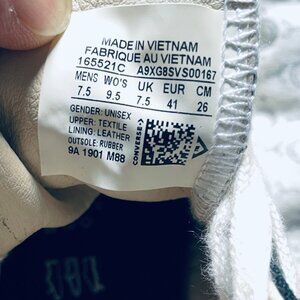 MADE IN VIETNAM
FABRIQUE AU VIETNAM
165521C A9XG8SVS00167
MENS WO'S UK EUR CM
7.5 9.5 7.5 41 26
GENDER: UNISEX
UPPER: TEXTILE
LINING: LEATHER
OUTSOLE: RUBBER
9A 1901 M88
CONVERSE